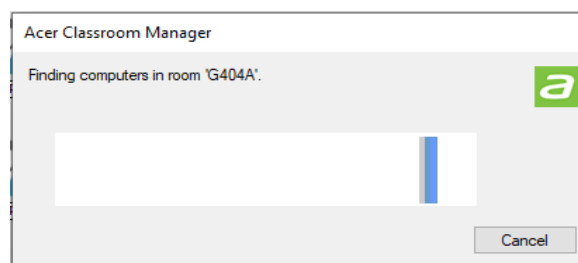 Acer Classroom Manager
Finding computers in room 'G404A'.
a
Cancel